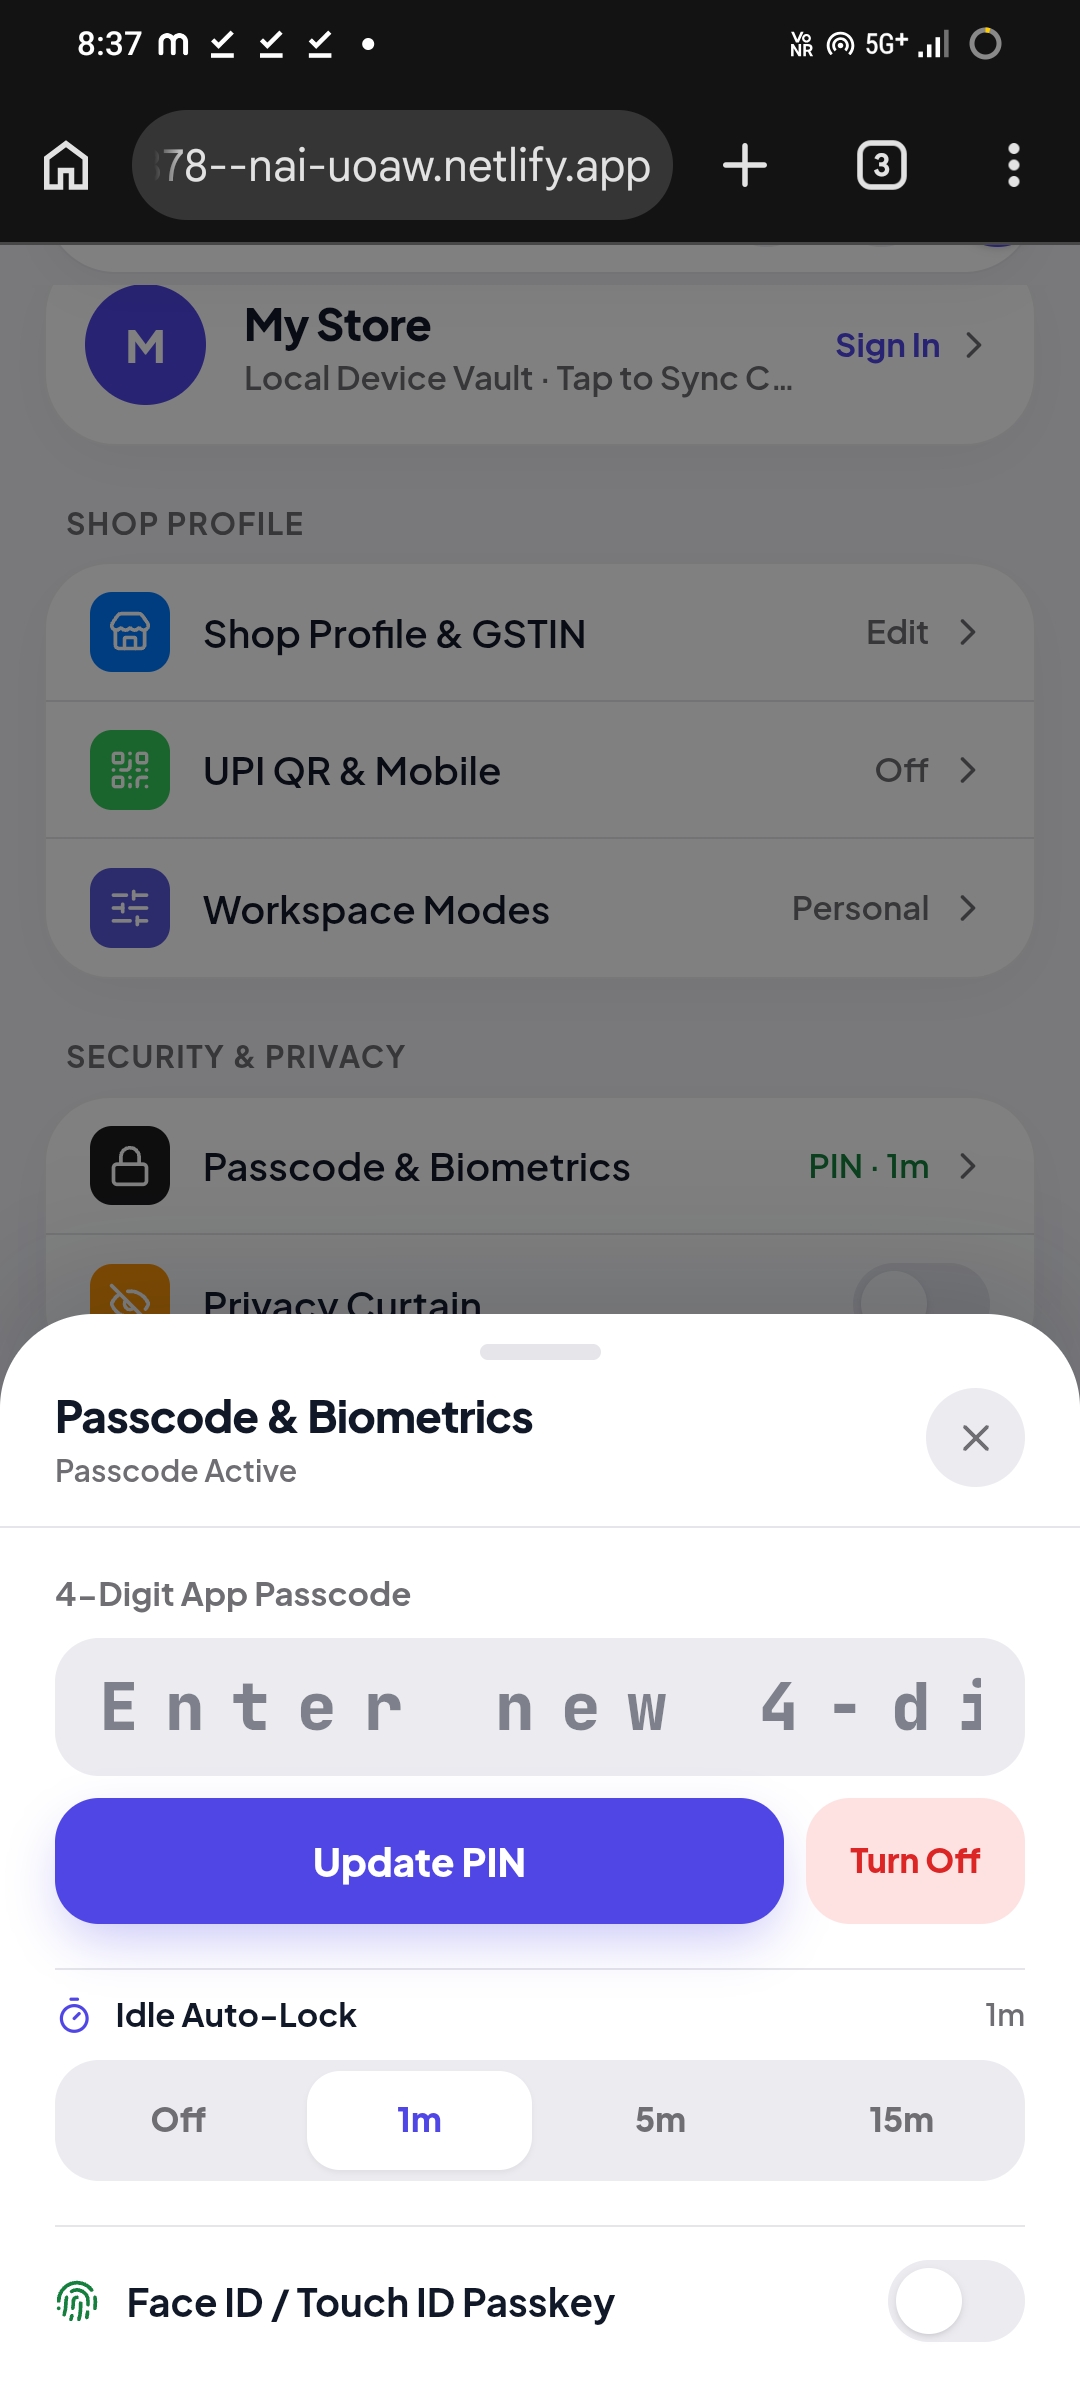 8:37
Vo NR 5G+
78--nai-uoaw.netlify.app
3
M
My Store
Local Device Vault · Tap to Sync C...
Sign In
SHOP PROFILE
Shop Profile & GSTIN
Edit
UPI QR & Mobile
Off
Workspace Modes
Personal
SECURITY & PRIVACY
Passcode & Biometrics
PIN · 1m
Privacy Curtain
Passcode & Biometrics
Passcode Active
4-Digit App Passcode
Enter new 4-di
Update PIN
Turn Off
Idle Auto-Lock
1m
Off
1m
5m
15m
Face ID / Touch ID Passkey